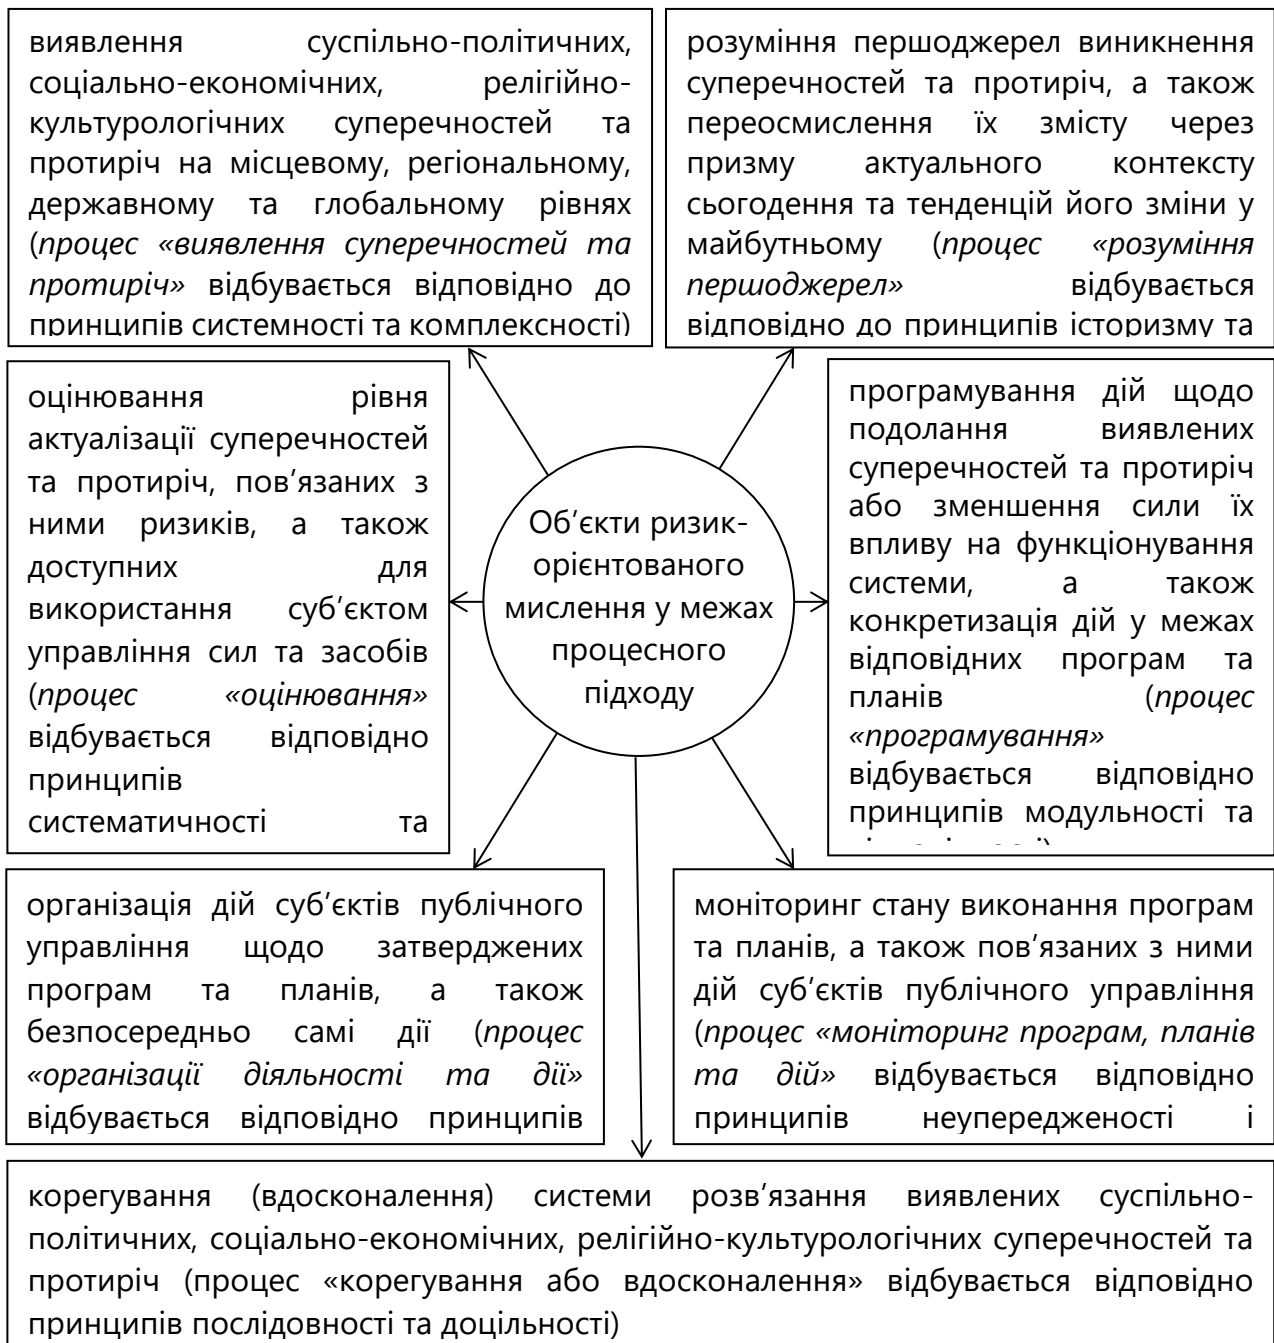 виявлення суспільно-політичних,
соціально-економічних, релігійно-
культурологічних суперечностей та
протиріч на місцевому, регіональному,
державному та глобальному рівнях
(процес «виявлення суперечностей та
протиріч» відбувається відповідно до
принципів системності та комплексності)
розуміння першоджерел виникнення
суперечностей та протиріч, а також
переосмислення їх змісту через
призму актуального контексту
сьогодення та тенденцій його зміни у
майбутньому (процес «розуміння
першоджерел» відбувається
відповідно до принципів історизму та
оцінювання рівня
актуалізації суперечностей
та протиріч, пов’язаних з
ними ризиків, а також
доступних для
використання суб’єктом
управління сил та засобів
(процес «оцінювання»
відбувається відповідно
принципів
систематичності та
Об’єкти ризик-
орієнтованого
мислення у межах
процесного
підходу
програмування дій щодо
подолання виявлених
суперечностей та протиріч
або зменшення сили їх
впливу на функціонування
системи, а також
конкретизація дій у межах
відповідних програм та
планів (процес
«програмування»
відбувається відповідно
принципів модульності та
організація дій суб’єктів публічного
управління щодо затверджених
програм та планів, а також
безпосередньо самі дії (процес
«організації діяльності та дії»
відбувається відповідно принципів
моніторинг стану виконання програм
та планів, а також пов’язаних з ними
дій суб’єктів публічного управління
(процес «моніторинг програм, планів
та дій» відбувається відповідно
принципів неупередженості і
корегування (вдосконалення) системи розв’язання виявлених суспільно-
політичних, соціально-економічних, релігійно-культурологічних суперечностей та
протиріч (процес «корегування або вдосконалення» відбувається відповідно
принципів послідовності та доцільності)